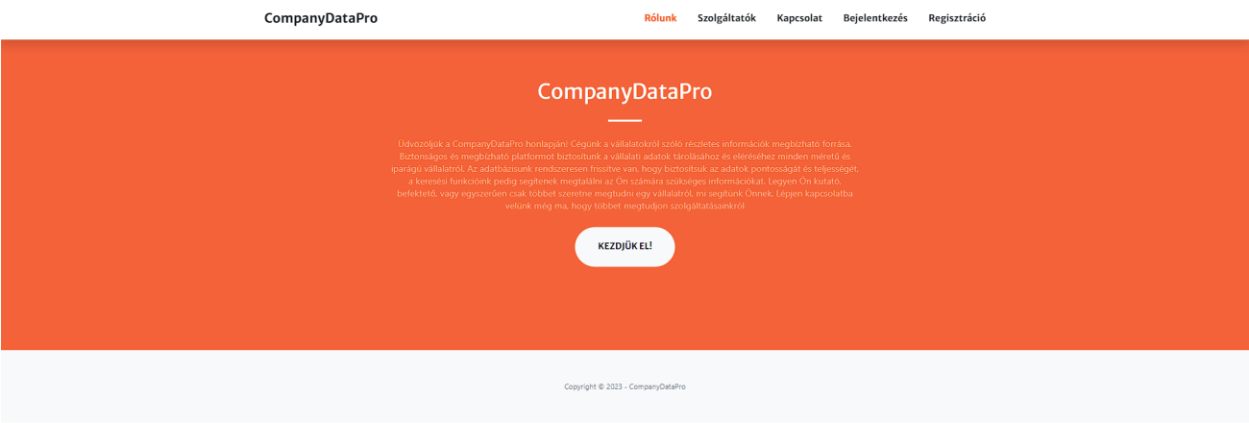 CompanyDataPro
Rólunk Szolgáltatók Kapcsolat Bejelentkezés Regisztráció
CompanyDataPro
Üdvözöljük a CompanyDataPro honlapján! Cégünk a vállalatokról szóló részletes információk megbízható forrása.
Biztonságos és megbízható platformot biztosítunk a vállalati adatok tárolásához és eléréséhez minden méretű és
iparágú vállalatról. Az adatbázisunk rendszeresen frissítve van, hogy biztosítsuk az adatok pontosságát és teljességét,
a keresési funkcióink pedig segítenek megtalálni az Ön számára szükséges információkat. Legyen Ön kutató,
befektető, vagy egyszerűen csak többet szeretne megtudni egy vállalatról, mi segítünk Önnek. Lépjen kapcsolatba
velünk még ma, hogy többet megtudjon szolgáltatásainkról
KEZDJÜK EL!
Copyright © 2023 - CompanyDataPro